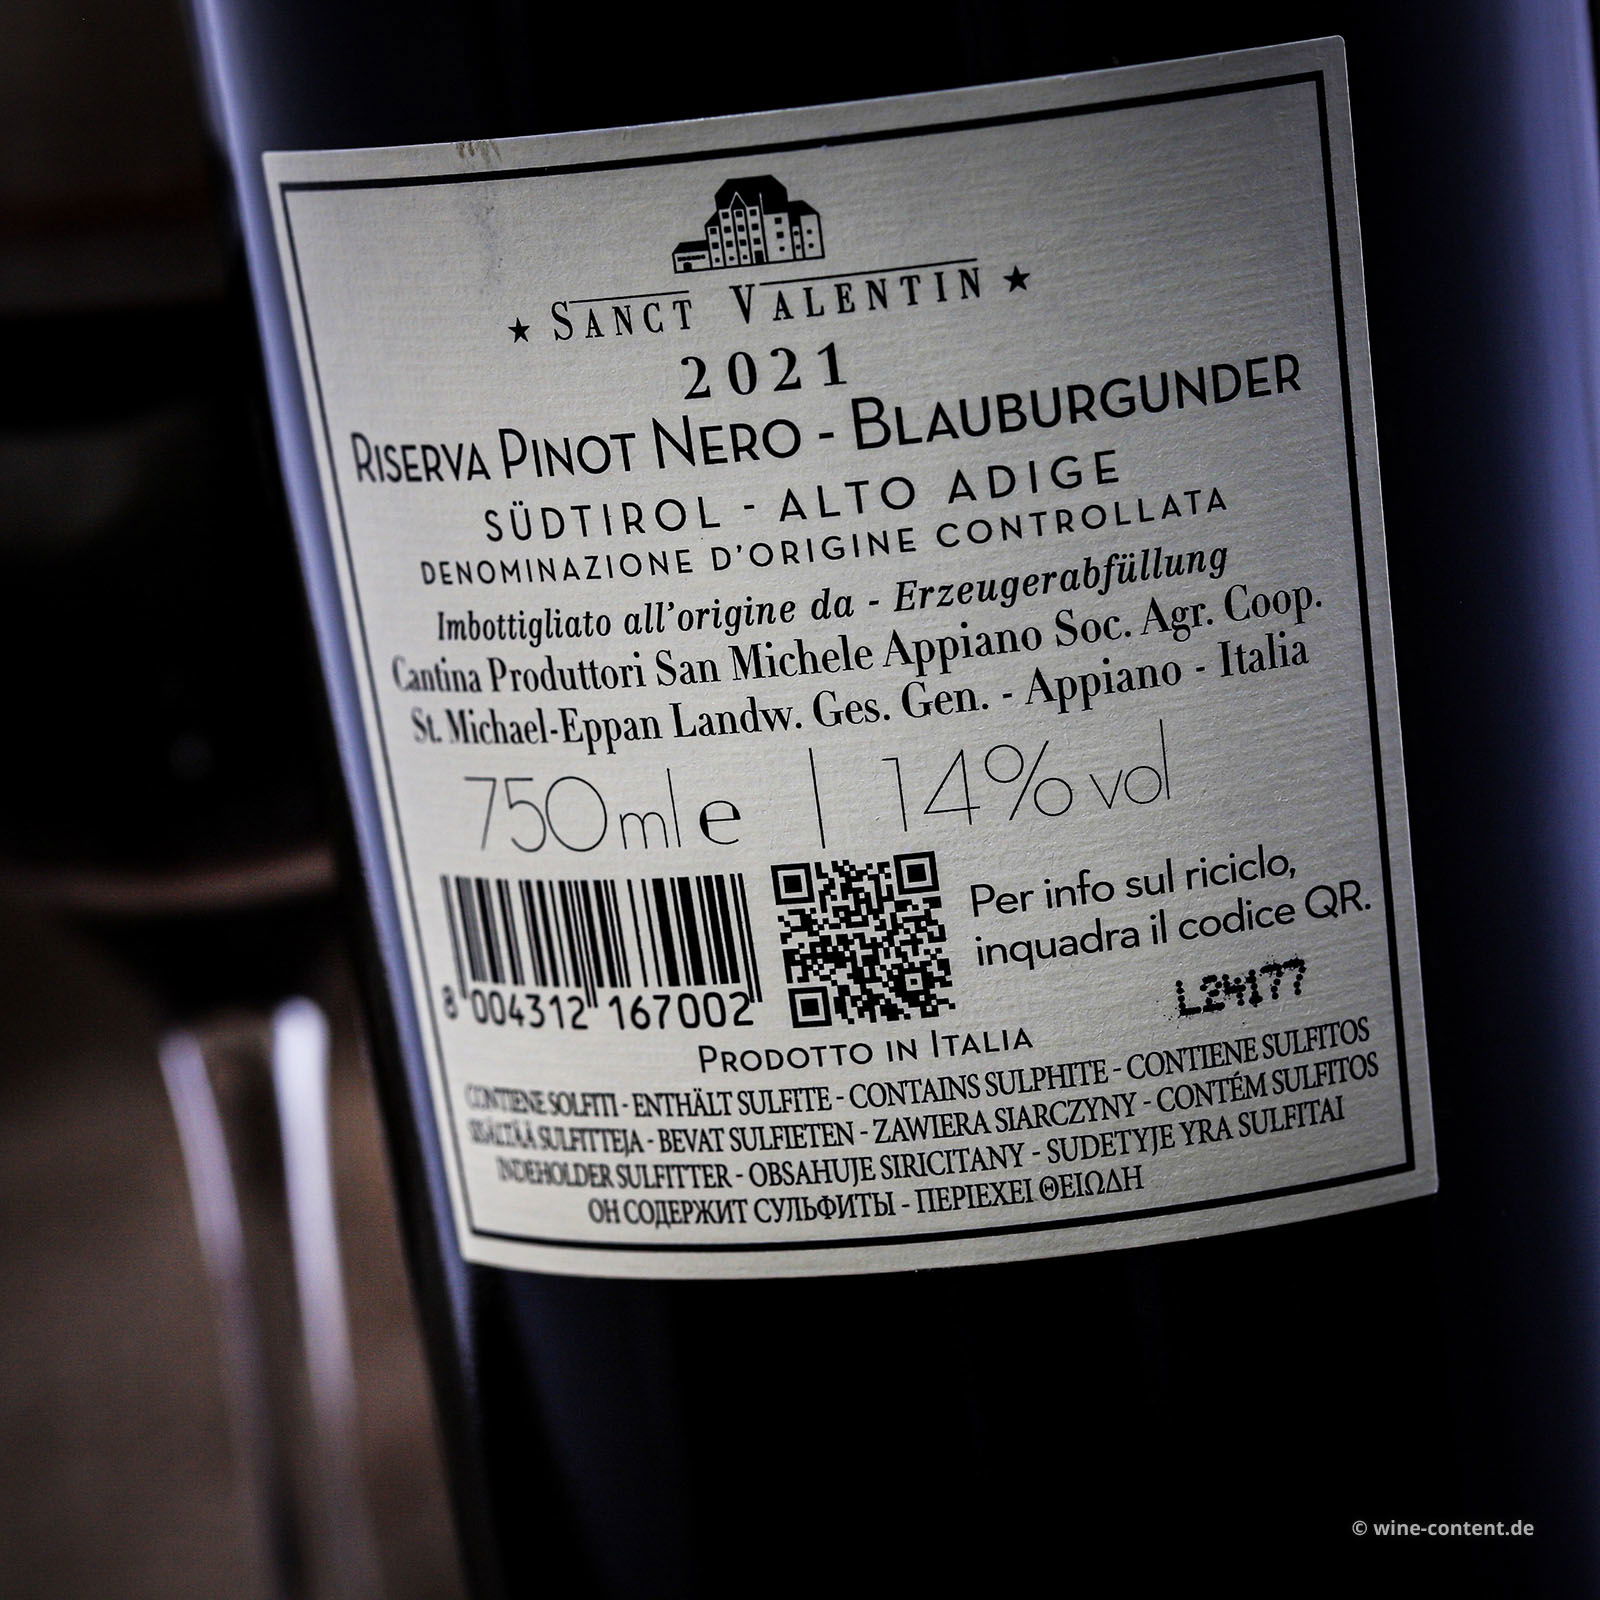 ★ SANCT VALENTIN ★
2021
RISERVA PINOT NERO - BLAUBURGUNDER
SÜDTIROL - ALTO ADIGE
DENOMINAZIONE D'ORIGINE CONTROLLATA
Imbottigliato all'origine da - Erzeugerabfüllung
Cantina Produttori San Michele Appiano Soc. Agr. Coop.
St. Michael-Eppan Landw. Ges. Gen. - Appiano - Italia
750ml e | 14% vol
Per info sul riciclo,
inquadra il codice QR.
L24177
8 004312 167002
PRODOTTO IN ITALIA
CONTIENE SOLFITI - ENTHÄLT SULFITE - CONTAINS SULPHITE - CONTIENE SULFITOS
SISÄLTÄÄ SULFITTEJA - BEVAT SULFIETEN - ZAWIERA SIARCZYNY - CONTÉM SULFITOS
INDEHOLDER SULFITTER - OBSAHUJE SIRICITANY - SUDETYJE YRA SULFITAI
ОН СОДЕРЖИТ СУЛЬФИТЫ - ΠΕΡΙΕΧΕΙ ΘΕΙΩΔΗ
© wine-content.de